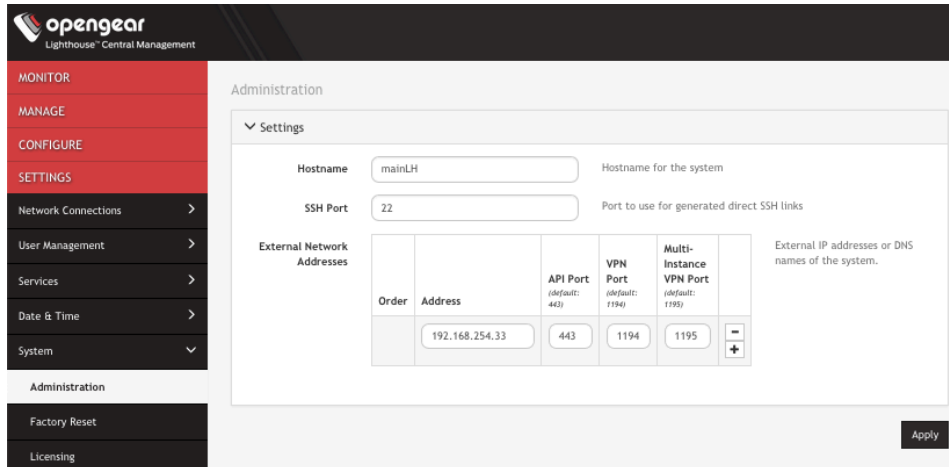 opengear
Lighthouse™ Central Management
MONITOR
MANAGE
CONFIGURE
SETTINGS
Network Connections
User Management
Services
Date & Time
System
Administration
Factory Reset
Licensing
Administration
Settings
Hostname
mainLH
Hostname for the system
SSH Port
22
Port to use for generated direct SSH links
External Network
Addresses
Order
Address
API Port
(default:
443)
VPN
Port
(default:
1194)
Multi-
Instance
VPN Port
(default:
1195)
192.168.254.33
443
1194
1195
-
+
External IP addresses or DNS
names of the system.
Apply